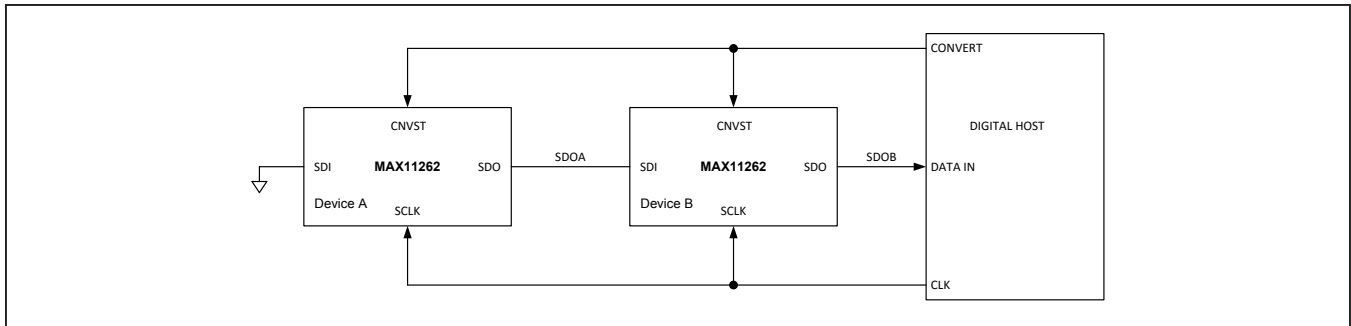 CONVERT
CNVST
CNVST
DIGITAL HOST
SDI
MAX11262
SDO
SDOA
SDI
MAX11262
SDO
SDOB
DATA IN
Device A
SCLK
Device B
SCLK
CLK